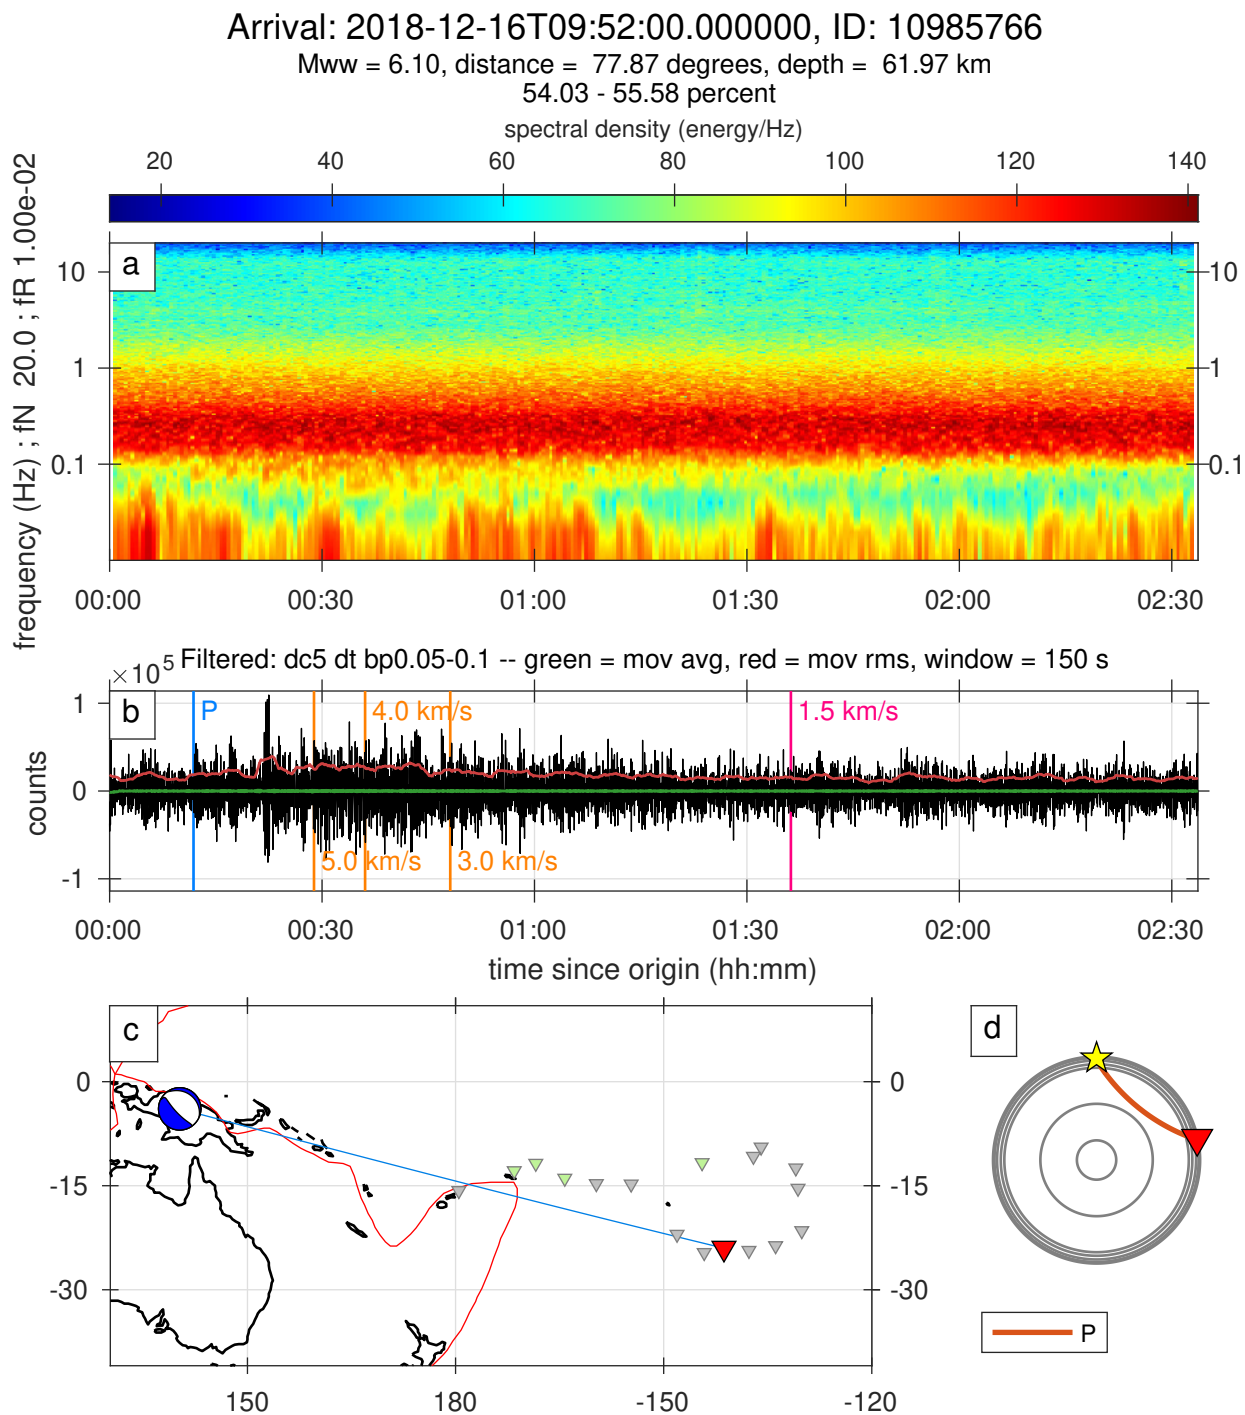 Arrival: 2018-12-16T09:52:00.000000, ID: 10985766
Mww = 6.10, distance = 77.87 degrees, depth = 61.97 km
54.03 - 55.58 percent
spectral density (energy/Hz)
20 40 60 80 100 120 140
frequency (Hz) ; fN 20.0 ; fR 1.00e-02
a
10 10
1 1
0.1 0.1
00:00 00:30 01:00 01:30 02:00 02:30
×10^5 Filtered: dc5 dt bp0.05-0.1 -- green = mov avg, red = mov rms, window = 150 s
b
P 4.0 km/s 1.5 km/s
5.0 km/s 3.0 km/s
counts
1
0
-1
00:00 00:30 01:00 01:30 02:00 02:30
time since origin (hh:mm)
c
0 0
-15 -15
-30 -30
150 180 -150 -120
d
P